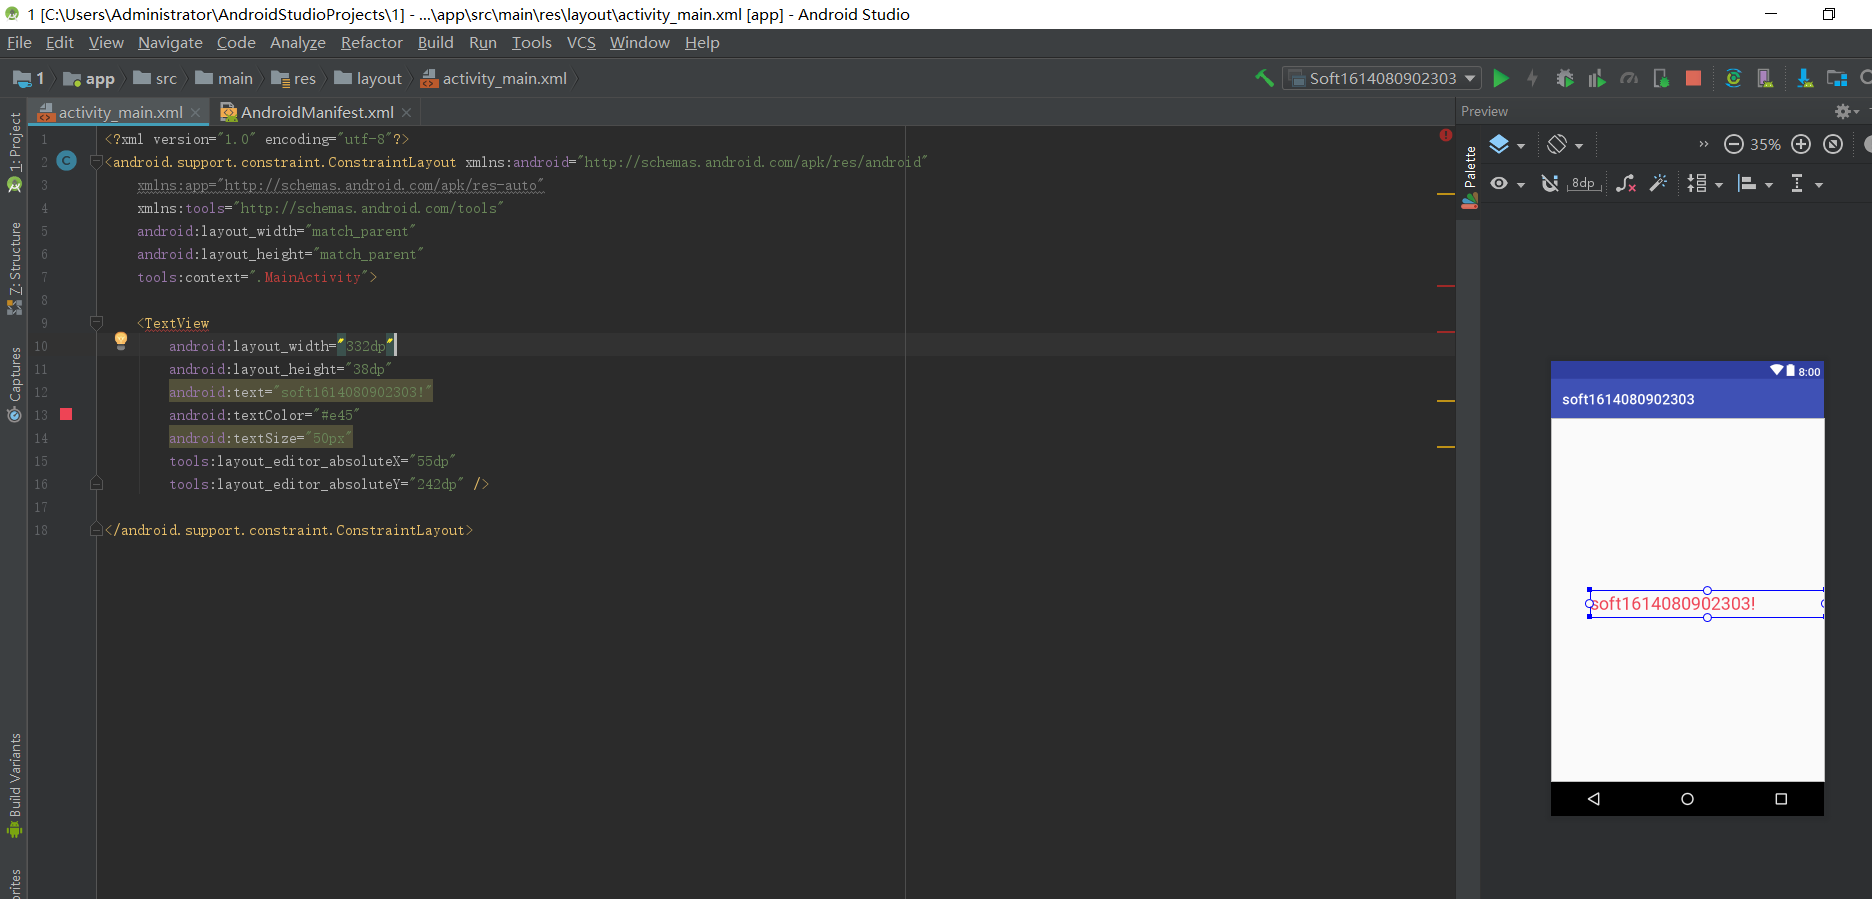 1 [C:\Users\Administrator\AndroidStudioProjects\1] - ...\app\src\main\res\layout\activity_main.xml [app] - Android Studio
File Edit View Navigate Code Analyze Refactor Build Run Tools VCS Window Help
1 app src main res layout activity_main.xml Soft1614080902303
activity_main.xml AndroidManifest.xml
Preview
1: Project
Z: Structure
Captures
Build Variants
Palette
35%
8dp
1 <?xml version="1.0" encoding="utf-8"?>
2 <android.support.constraint.ConstraintLayout xmlns:android="http://schemas.android.com/apk/res/android"
3 xmlns:app="http://schemas.android.com/apk/res-auto"
4 xmlns:tools="http://schemas.android.com/tools"
5 android:layout_width="match_parent"
6 android:layout_height="match_parent"
7 tools:context=".MainActivity">
8
9 <TextView
10 android:layout_width="332dp"
11 android:layout_height="38dp"
12 android:text="soft1614080902303!"
13 android:textColor="#e45"
14 android:textSize="50px"
15 tools:layout_editor_absoluteX="55dp"
16 tools:layout_editor_absoluteY="242dp" />
17
18 </android.support.constraint.ConstraintLayout>
8:00
soft1614080902303
soft1614080902303!